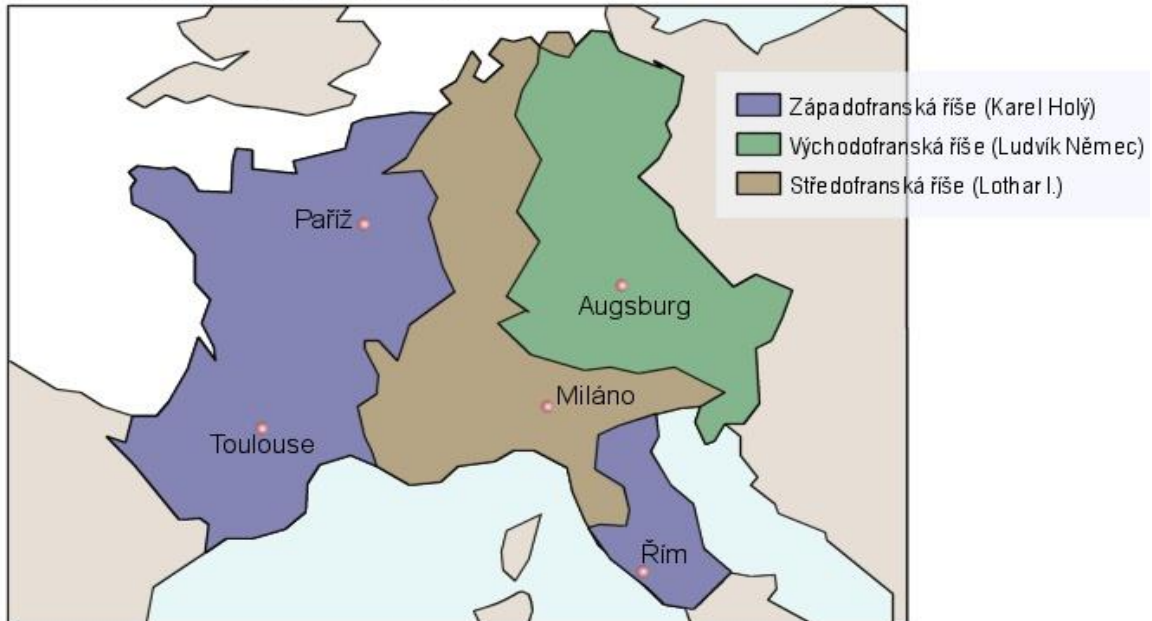 Západofranská říše (Karel Holý)
Východofranská říše (Ludvík Němec)
Středofranská říše (Lothar I.)
Paříž
Augsburg
Miláno
Toulouse
Řím